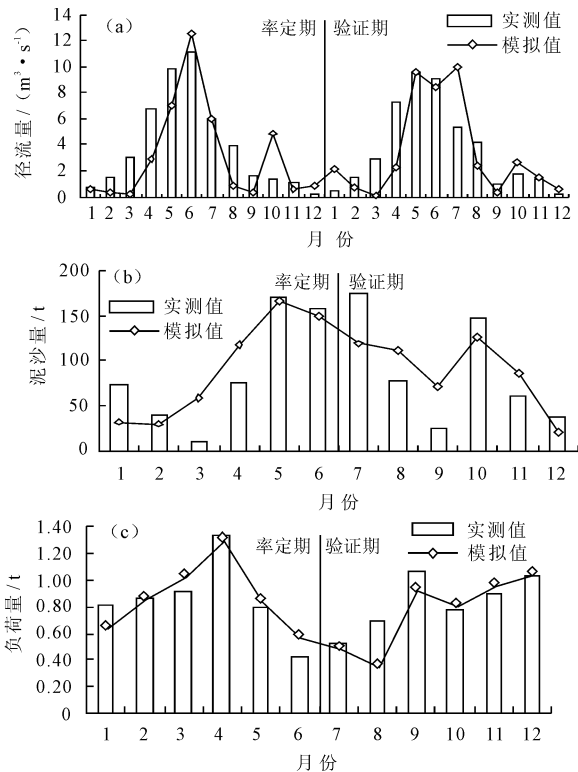 (a)
率定期 验证期
实测值
模拟值
径流量/(m³·s⁻¹)
14
12
10
8
6
4
2
0
1 2 3 4 5 6 7 8 9 10 11 12 1 2 3 4 5 6 7 8 9 10 11 12
月 份
(b)
率定期 验证期
实测值
模拟值
泥沙量/t
200
150
100
50
0
1 2 3 4 5 6 7 8 9 10 11 12
月 份
(c)
率定期 验证期
实测值
模拟值
负荷量/t
1.40
1.20
1.00
0.80
0.60
0.40
0.20
0
1 2 3 4 5 6 7 8 9 10 11 12
月 份